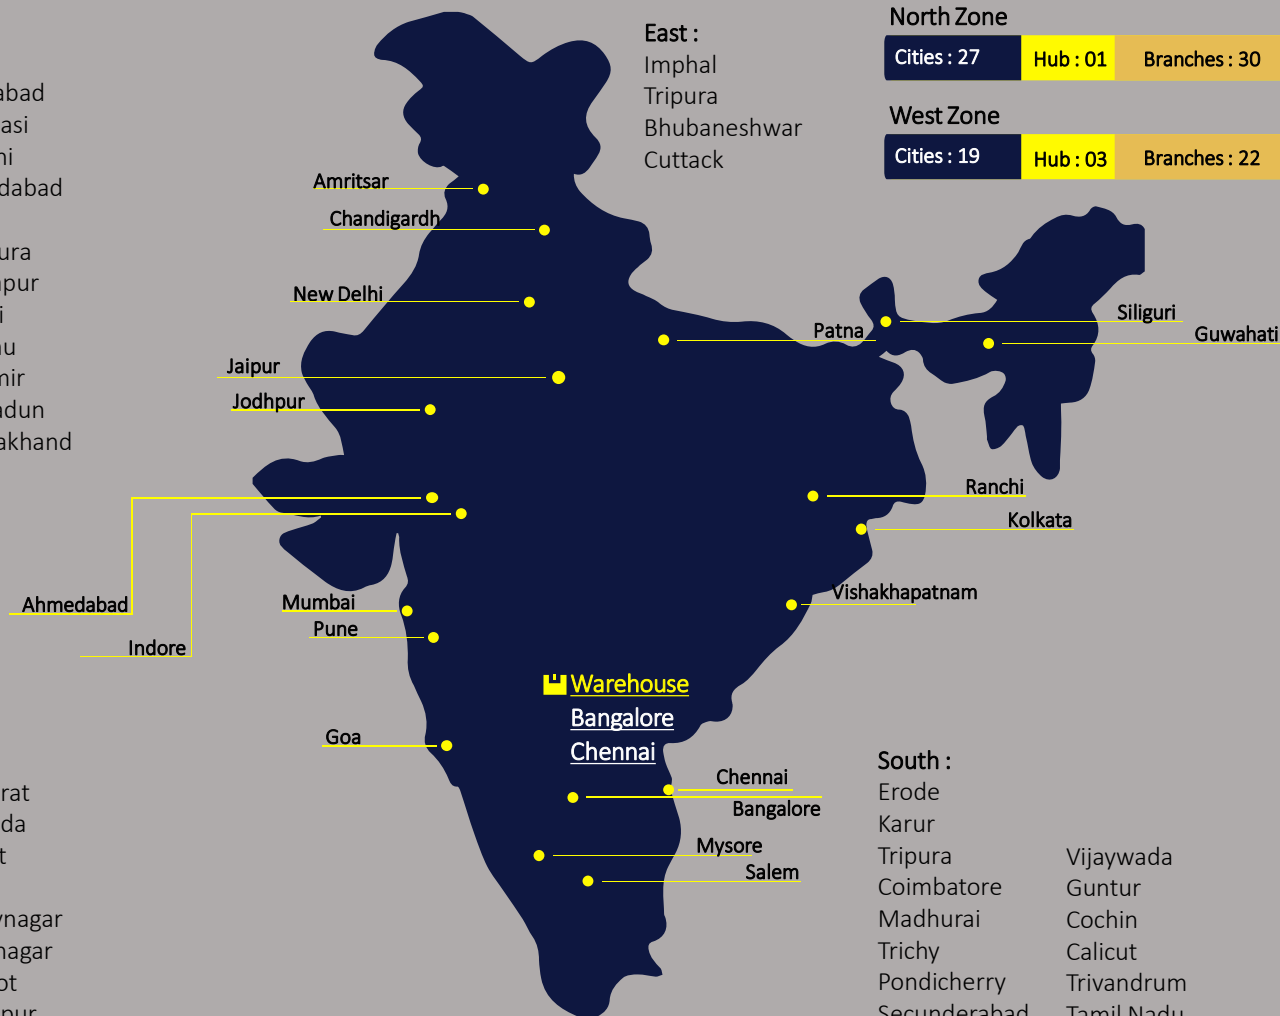 North Zone
Cities : 27
Hub : 01
Branches : 30
West Zone
Cities : 19
Hub : 03
Branches : 22
East :
Imphal
Tripura
Bhubaneshwar
Cuttack
Amritsar
Chandigardh
New Delhi
Jaipur
Jodhpur
Ahmedabad
Indore
Mumbai
Pune
Goa
Patna
Siliguri
Guwahati
Ranchi
Kolkata
Vishakhapatnam
Warehouse
Bangalore
Chennai
Chennai
Bangalore
Mysore
Salem
South :
Erode
Karur
Tripura
Coimbatore
Madhurai
Trichy
Pondicherry
Secunderabad
Vijaywada
Guntur
Cochin
Calicut
Trivandrum
Tamil Nadu